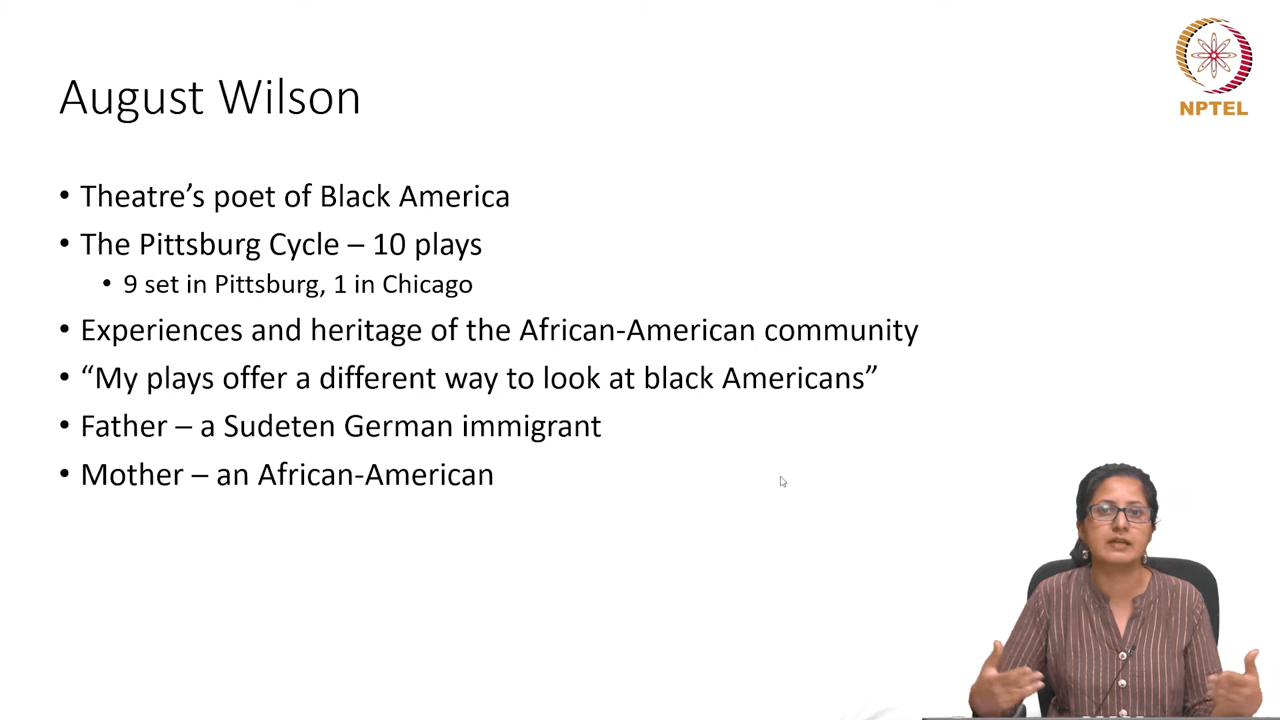 August Wilson
NPTEL
• Theatre’s poet of Black America
• The Pittsburg Cycle – 10 plays
• 9 set in Pittsburg, 1 in Chicago
• Experiences and heritage of the African-American community
• “My plays offer a different way to look at black Americans”
• Father – a Sudeten German immigrant
• Mother – an African-American